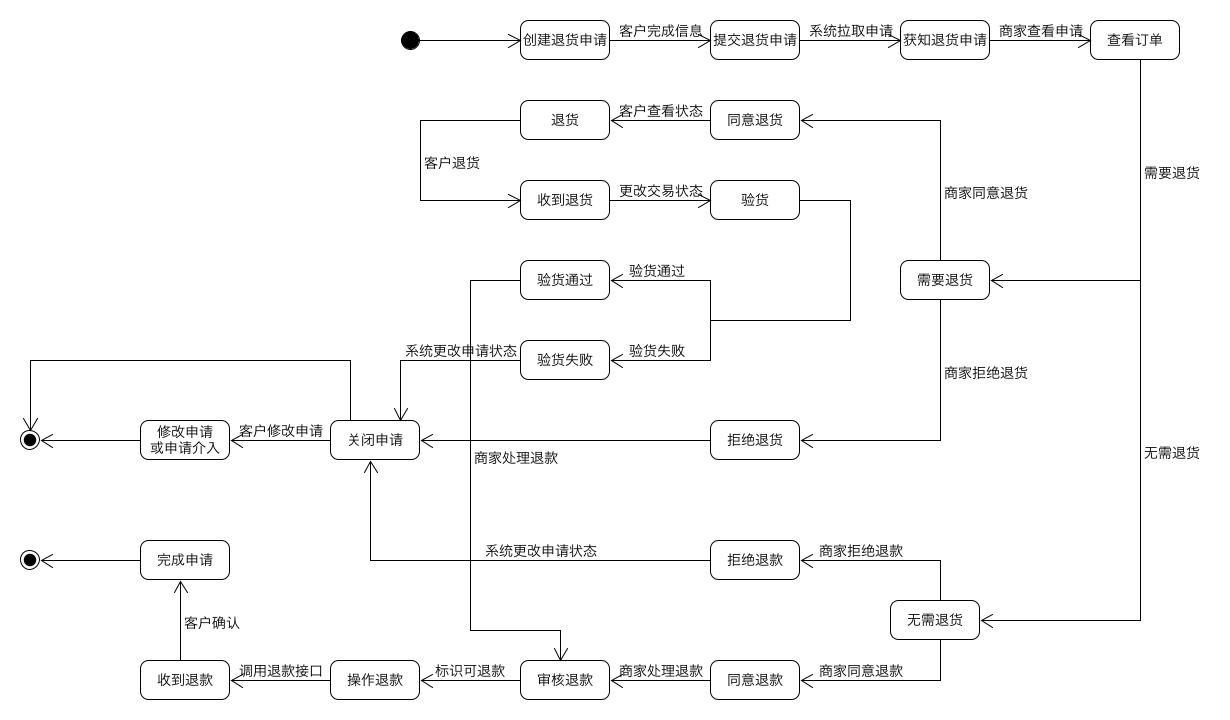 创建退货申请
客户完成信息
提交退货申请
系统拉取申请
获知退货申请
商家查看申请
查看订单
退货
客户查看状态
同意退货
客户退货
需要退货
收到退货
更改交易状态
验货
商家同意退货
验货通过
验货通过
需要退货
系统更改申请状态
验货失败
验货失败
商家拒绝退货
修改申请
或申请介入
客户修改申请
关闭申请
拒绝退货
商家处理退款
无需退货
完成申请
系统更改申请状态
拒绝退款
商家拒绝退款
客户确认
无需退货
收到退款
调用退款接口
操作退款
标识可退款
审核退款
商家处理退款
同意退款
商家同意退款